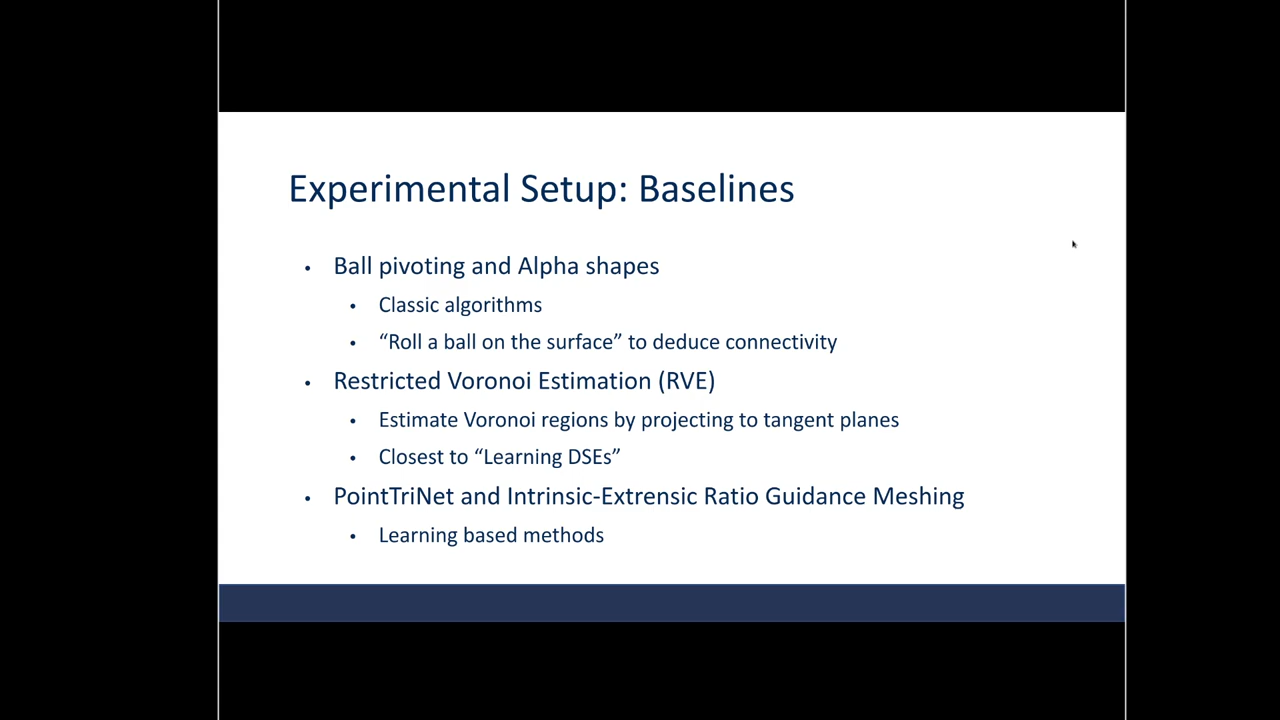 Experimental Setup: Baselines
• Ball pivoting and Alpha shapes
• Classic algorithms
• “Roll a ball on the surface” to deduce connectivity
• Restricted Voronoi Estimation (RVE)
• Estimate Voronoi regions by projecting to tangent planes
• Closest to “Learning DSEs”
• PointTriNet and Intrinsic-Extrensic Ratio Guidance Meshing
• Learning based methods